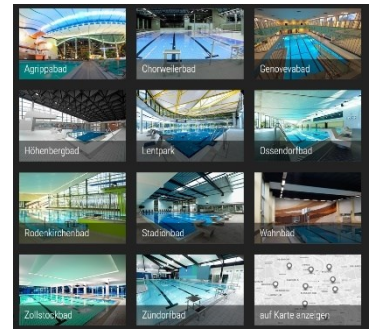 Agrippabad
Chorweilerbad
Genovevabad
Höhenbergbad
Lentpark
Ossendorfbad
Rodenkirchenbad
Stadionbad
Wahnbad
Zollstockbad
Zündorfbad
auf Karte anzeigen